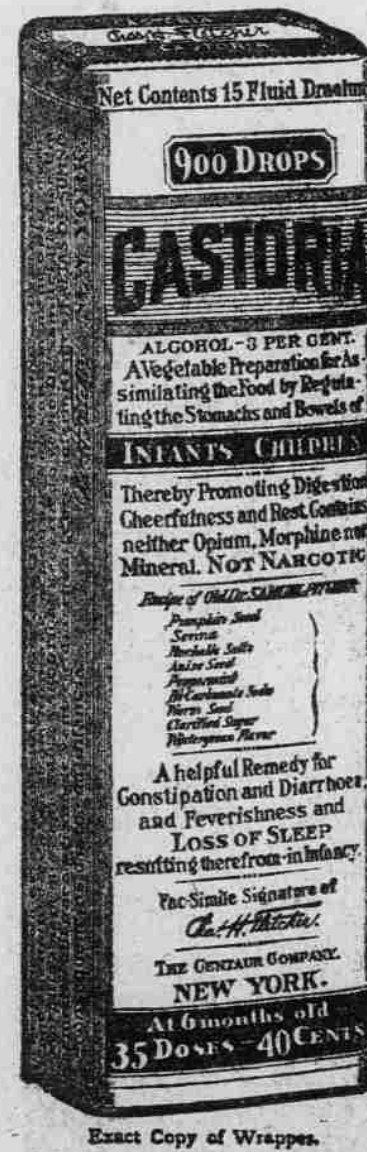 Chas H. Fletcher
Net Contents 15 Fluid Drachm
900 DROPS
CASTORIA
ALCOHOL-3 PER CENT.
A Vegetable Preparation for As-
similating the Food by Regula-
ting the Stomachs and Bowels of
INFANTS CHILDREN
Thereby Promoting Digestion
Cheerfulness and Rest. Contains
neither Opium, Morphine nor
Mineral. NOT NARCOTIC
Recipe of Old Dr. SAMUEL PITCHER
Pumpkin Seed
Senna
Rochelle Salts
Anise Seed
Peppermint
Bi Carbonate Soda
Worm Seed
Clarified Sugar
Wintergreen Flavor
A helpful Remedy for
Constipation and Diarrhoea,
and Feverishness and
LOSS OF SLEEP
resulting therefrom-in Infancy.
Fac-Simile Signature of
Chas. H. Fletcher.
THE CENTAUR COMPANY.
NEW YORK.
At 6 months old
35 DOSES - 40 CENTS
Exact Copy of Wrapper.